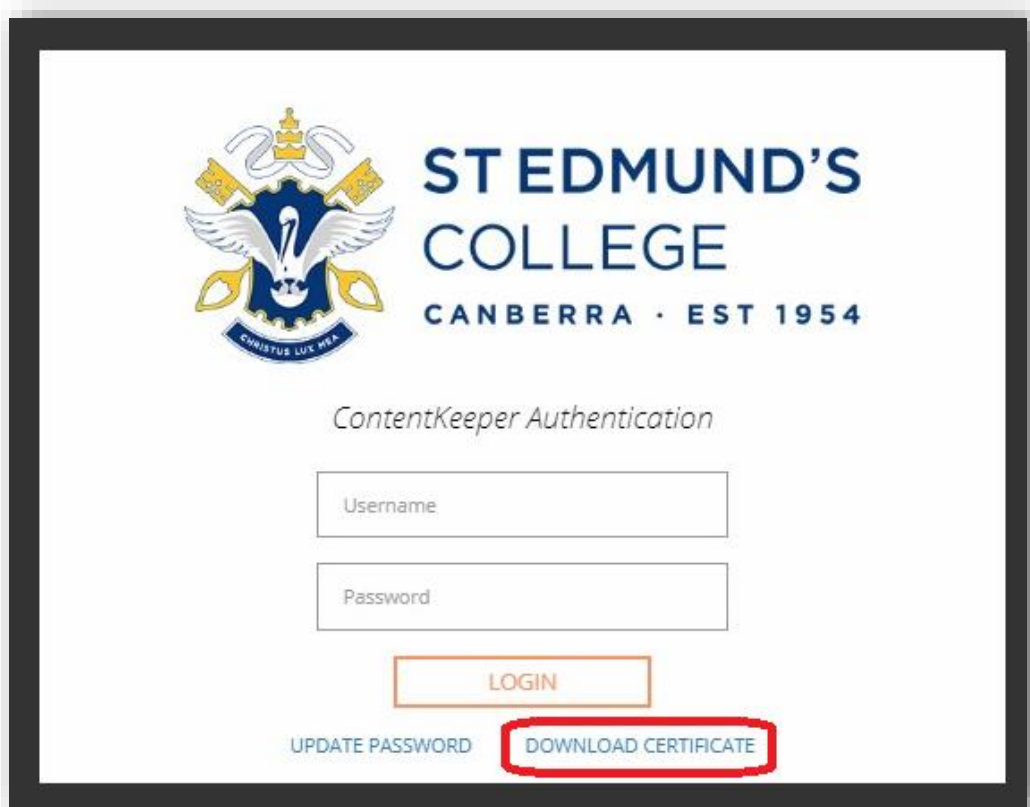 ST EDMUND'S
COLLEGE
CANBERRA · EST 1954
CHRISTUS LUX MEA
ContentKeeper Authentication
Username
Password
LOGIN
UPDATE PASSWORD DOWNLOAD CERTIFICATE